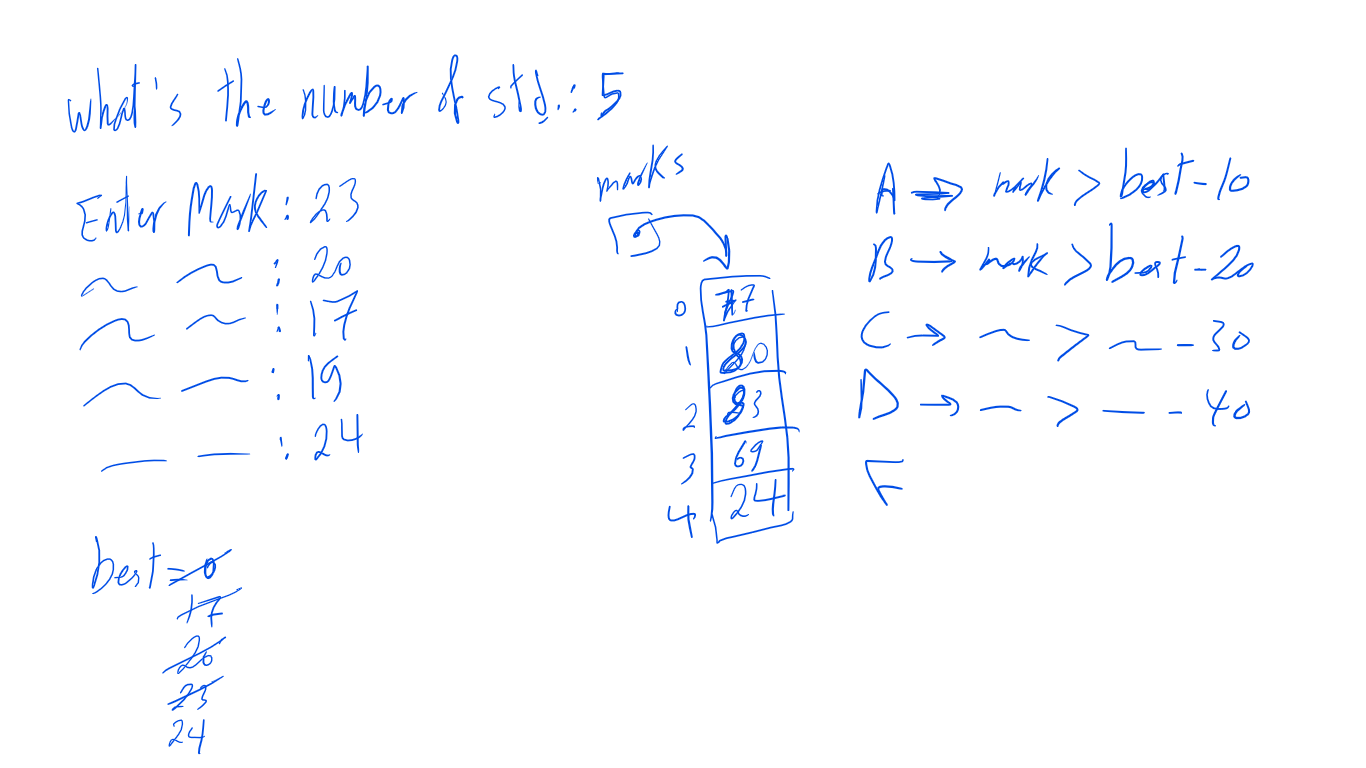 what's the number of std.: 5
Enter Mark: 23
~ ~ : 20
~ ~ : 17
~ ~ : 19
— — : 24
best = 0
17
20
23
24
marks
0 77
1 80
2 83
3 69
4 24
A → mark > best - 10
B → mark > best - 20
C → ~ > ~ - 30
D → — > — - 40
F